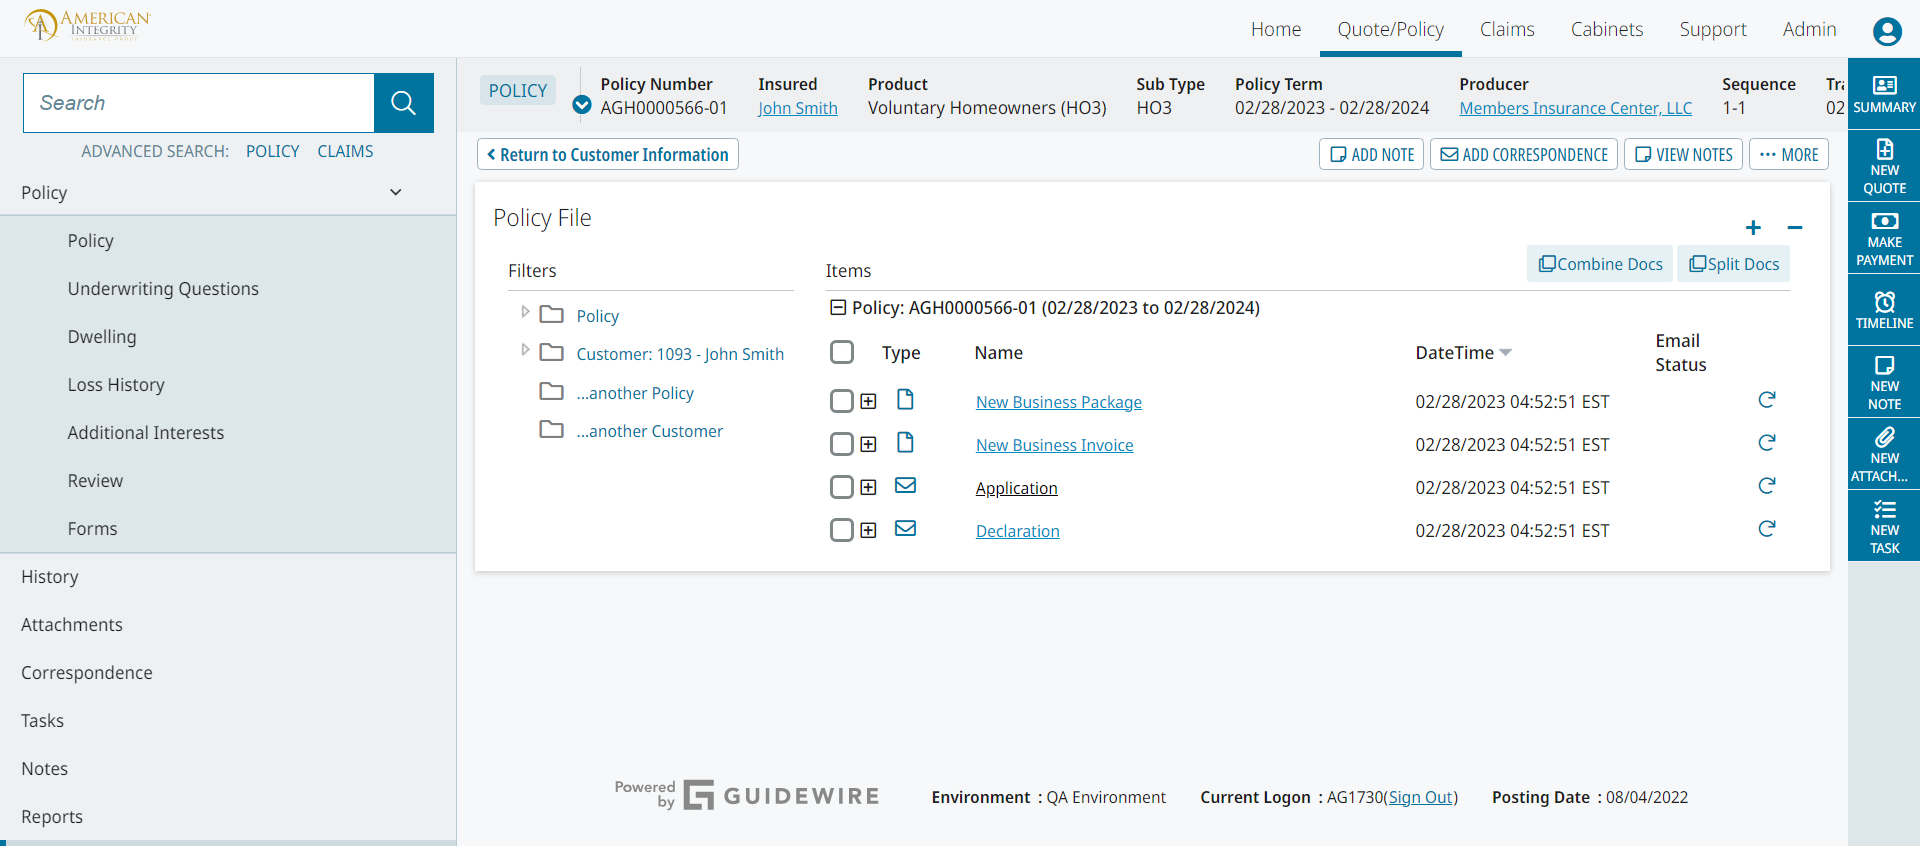 AMERICAN
INTEGRITY
INSURANCE GROUP
Home
Quote/Policy
Claims
Cabinets
Support
Admin
Search
ADVANCED SEARCH: POLICY CLAIMS
Policy
Policy
Underwriting Questions
Dwelling
Loss History
Additional Interests
Review
Forms
History
Attachments
Correspondence
Tasks
Notes
Reports
POLICY
Policy Number
AGH0000566-01
Insured
John Smith
Product
Voluntary Homeowners (HO3)
Sub Type
HO3
Policy Term
02/28/2023 - 02/28/2024
Producer
Members Insurance Center, LLC
Sequence
1-1
02
Return to Customer Information
ADD NOTE
ADD CORRESPONDENCE
VIEW NOTES
MORE
Policy File
Filters
Policy
Customer: 1093 - John Smith
...another Policy
...another Customer
Items
Combine Docs
Split Docs
Policy: AGH0000566-01 (02/28/2023 to 02/28/2024)
Type Name DateTime Email
Status
New Business Package 02/28/2023 04:52:51 EST
New Business Invoice 02/28/2023 04:52:51 EST
Application 02/28/2023 04:52:51 EST
Declaration 02/28/2023 04:52:51 EST
SUMMARY
NEW
QUOTE
MAKE
PAYMENT
TIMELINE
NEW
NOTE
NEW
ATTACH...
NEW
TASK
Powered
by
GUIDEWIRE
Environment : QA Environment
Current Logon : AG1730(Sign Out)
Posting Date : 08/04/2022